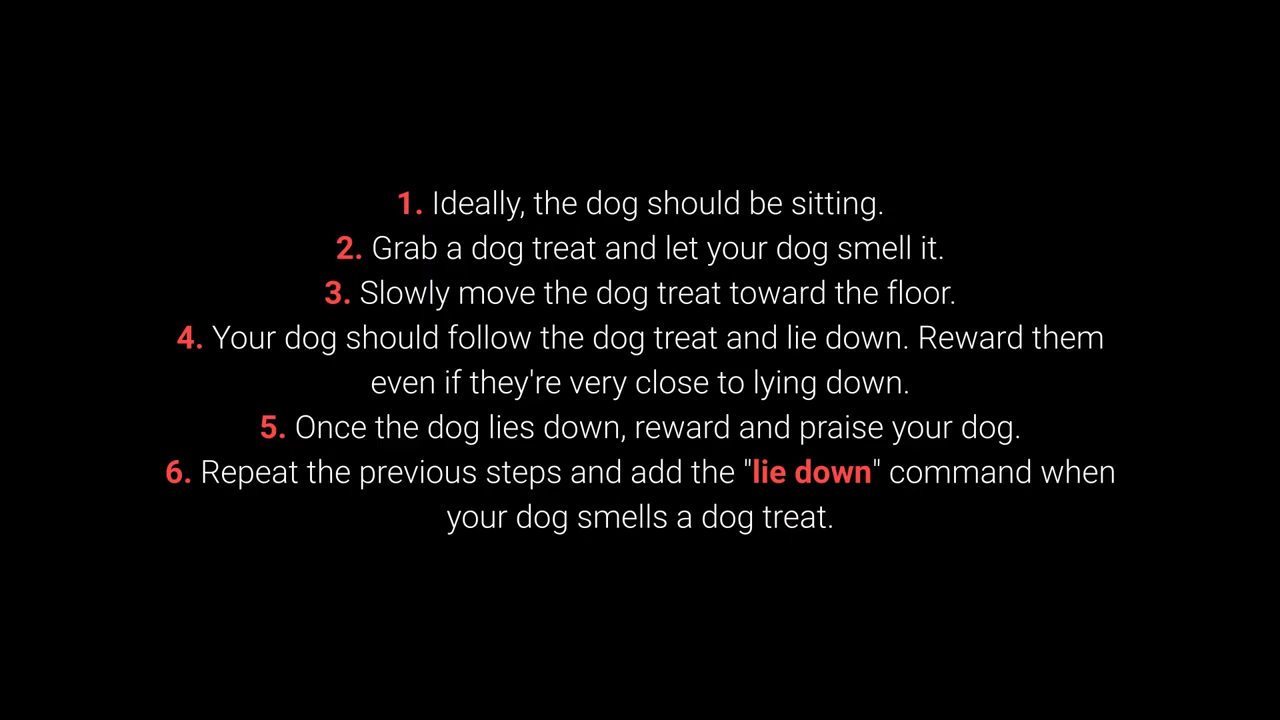 1. Ideally, the dog should be sitting.
2. Grab a dog treat and let your dog smell it.
3. Slowly move the dog treat toward the floor.
4. Your dog should follow the dog treat and lie down. Reward them
even if they're very close to lying down.
5. Once the dog lies down, reward and praise your dog.
6. Repeat the previous steps and add the "lie down" command when
your dog smells a dog treat.